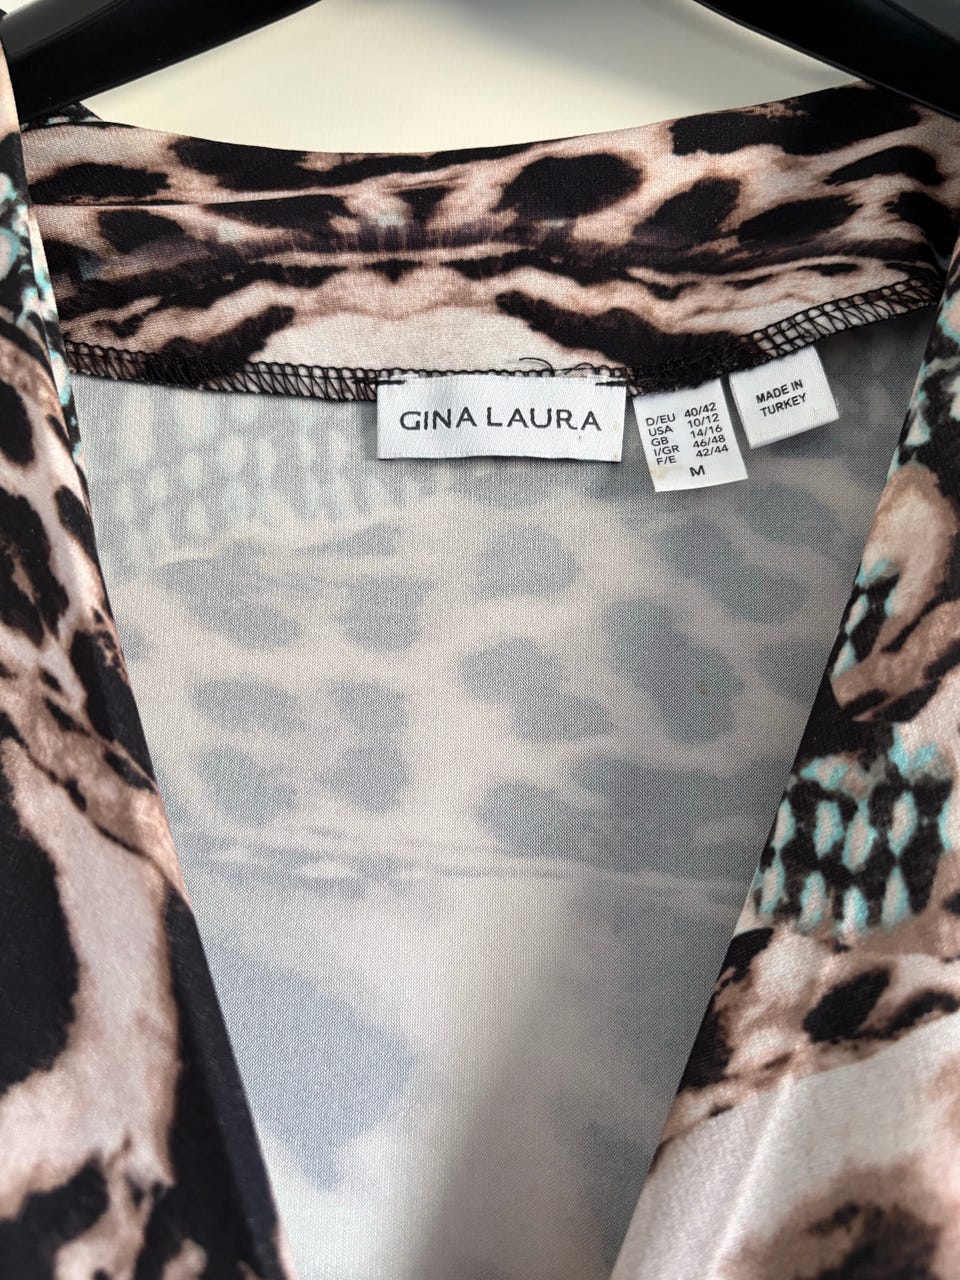 GINA LAURA
D/EU 40/42
USA 10/12
GB 14/16
I/GR 46/48
F/E 42/44
M
MADE IN
TURKEY